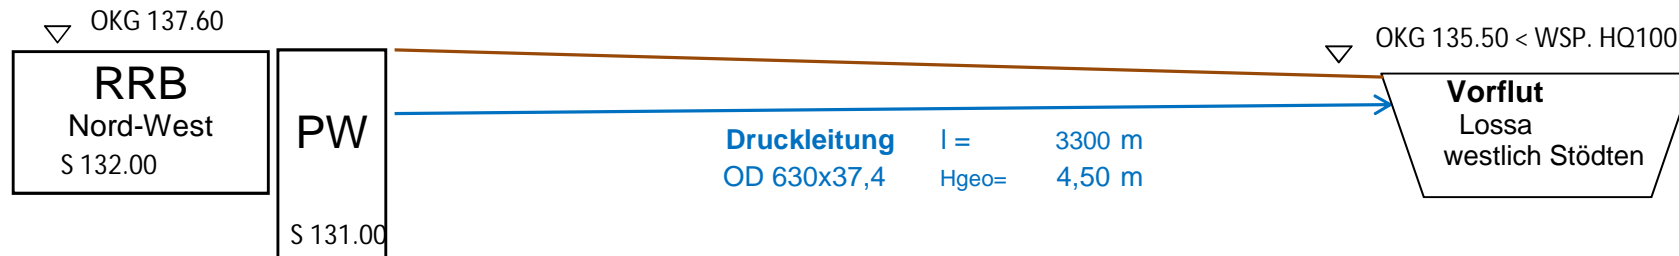 OKG 137.60
RRB
Nord-West
S 132.00
PW
S 131.00
Druckleitung l = 3300 m
OD 630x37,4 Hgeo= 4,50 m
OKG 135.50 < WSP. HQ100
Vorflut
Lossa
westlich Stödten